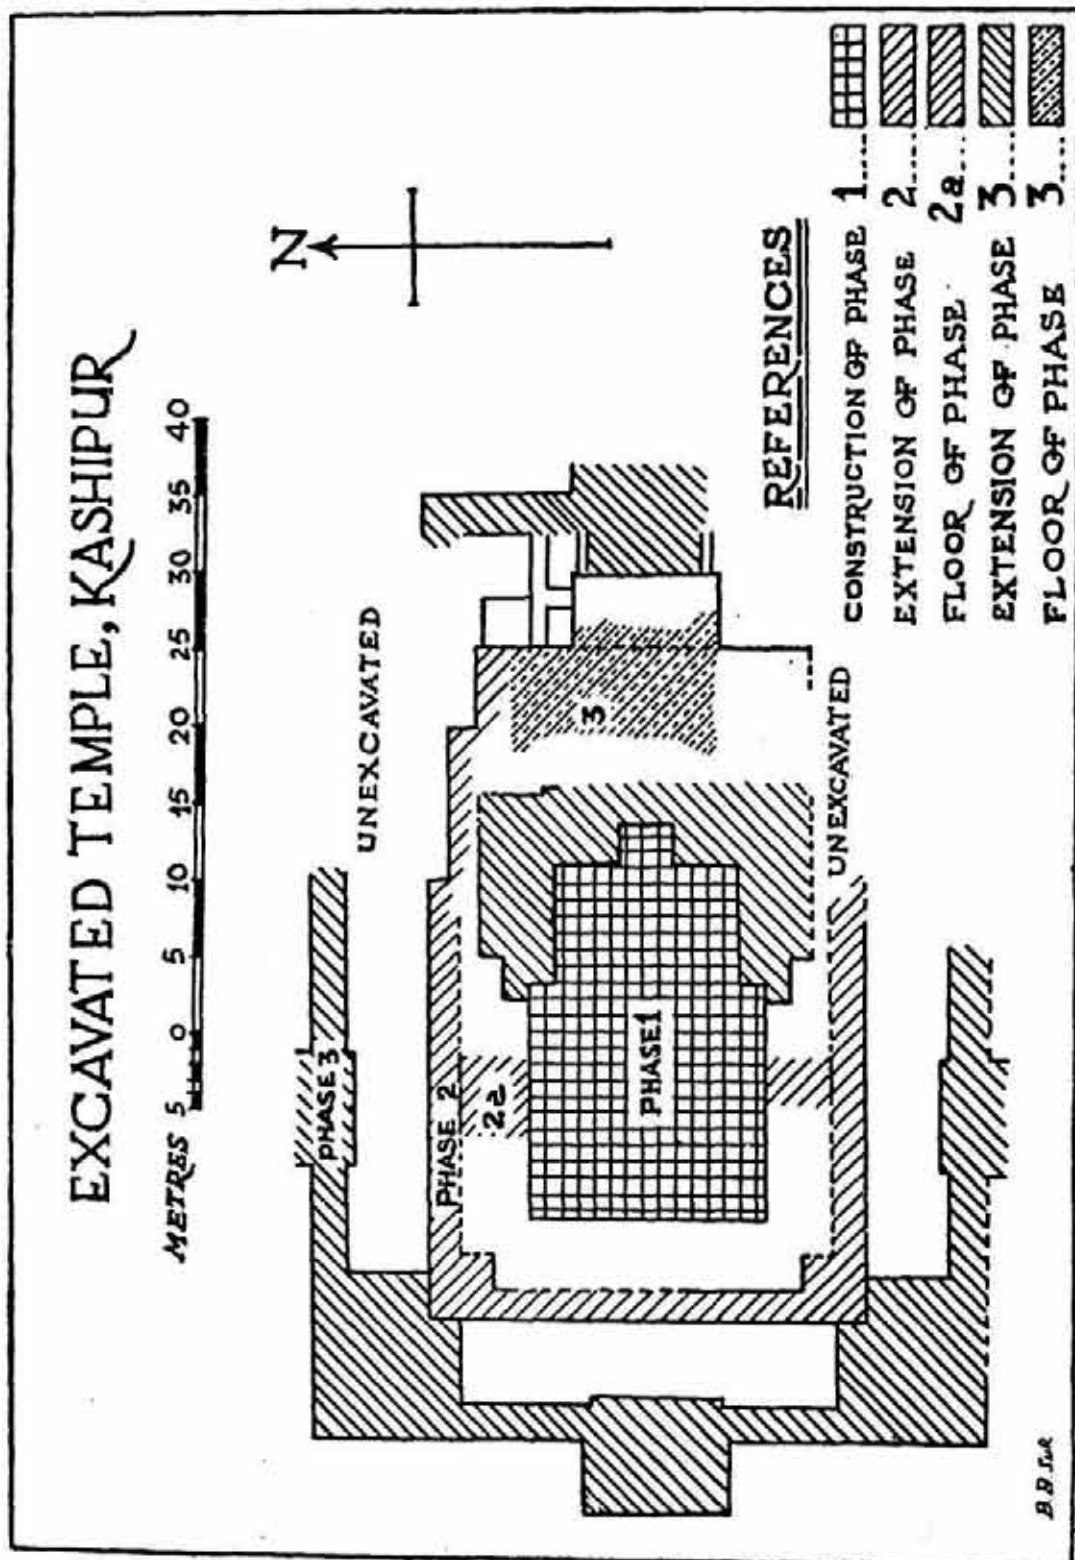 EXCAVATED TEMPLE, KASHIPUR
METRES 5 0 5 10 15 20 25 30 35 40
N
UNEXCAVATED
PHASE 3
PHASE 2
2a
PHASE 1
3
UNEXCAVATED
REFERENCES
CONSTRUCTION OF PHASE 1.....
EXTENSION OF PHASE 2.....
FLOOR OF PHASE 2a....
EXTENSION OF PHASE 3.....
FLOOR OF PHASE 3....